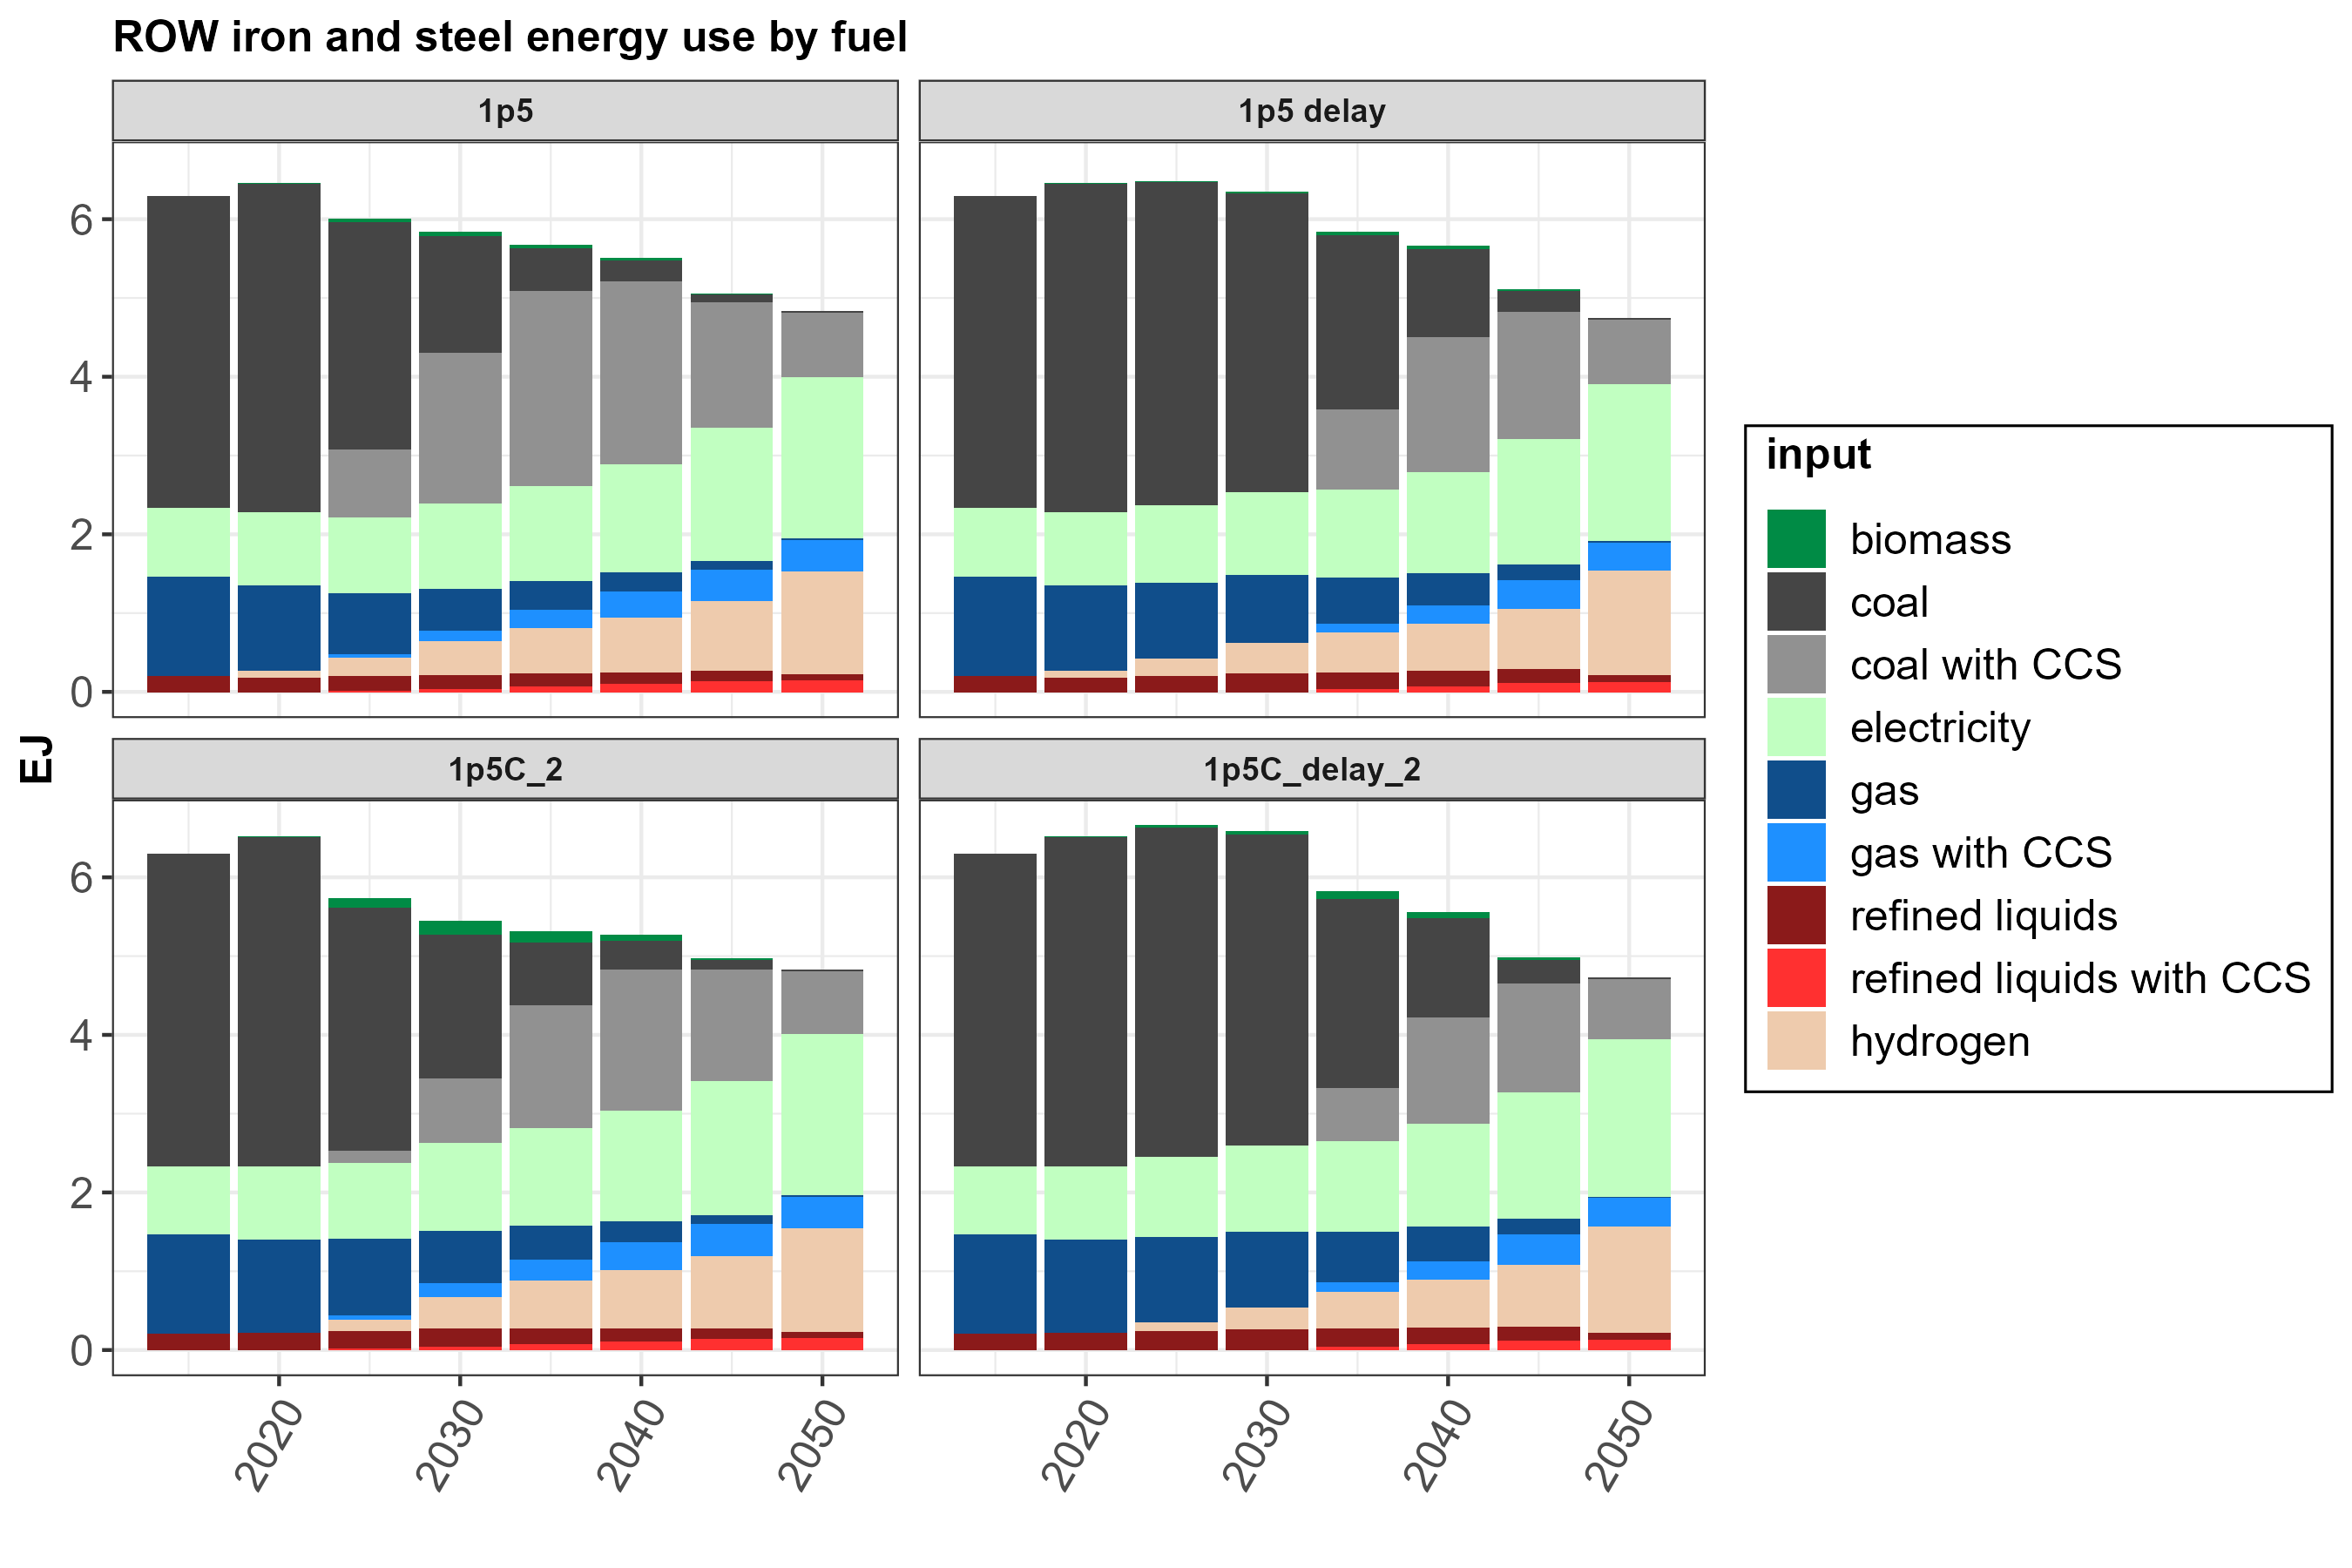 ROW iron and steel energy use by fuel
1p5
1p5 delay
6
4
2
0
EJ
1p5C_2
1p5C_delay_2
6
4
2
0
2020
2030
2040
2050
2020
2030
2040
2050
input
biomass
coal
coal with CCS
electricity
gas
gas with CCS
refined liquids
refined liquids with CCS
hydrogen